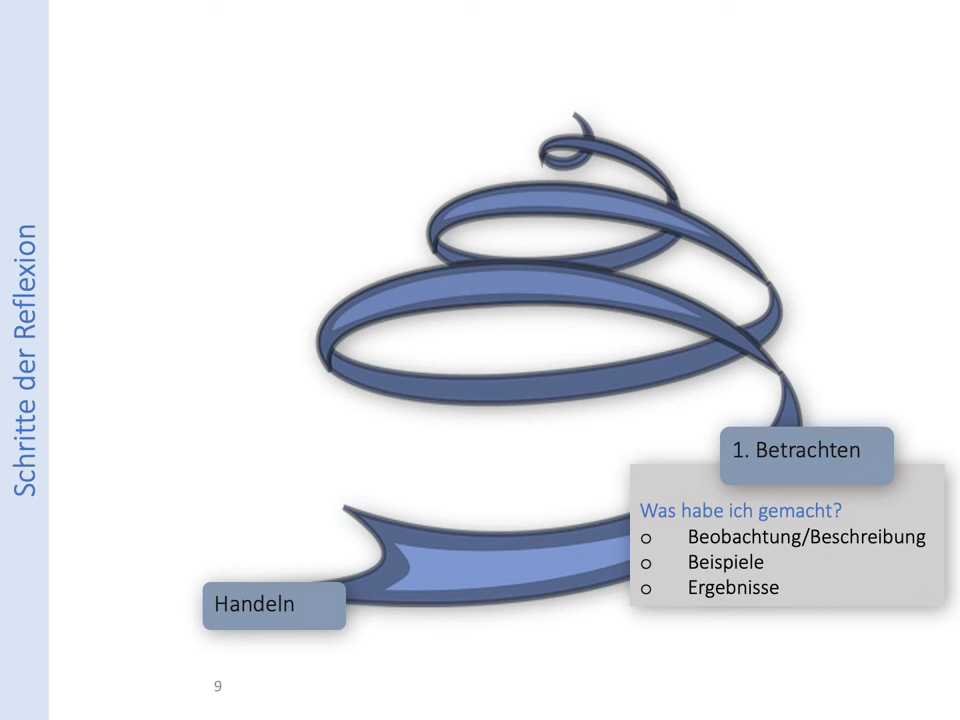 Schritte der Reflexion
1. Betrachten
Was habe ich gemacht?
o Beobachtung/Beschreibung
o Beispiele
o Ergebnisse
Handeln
9